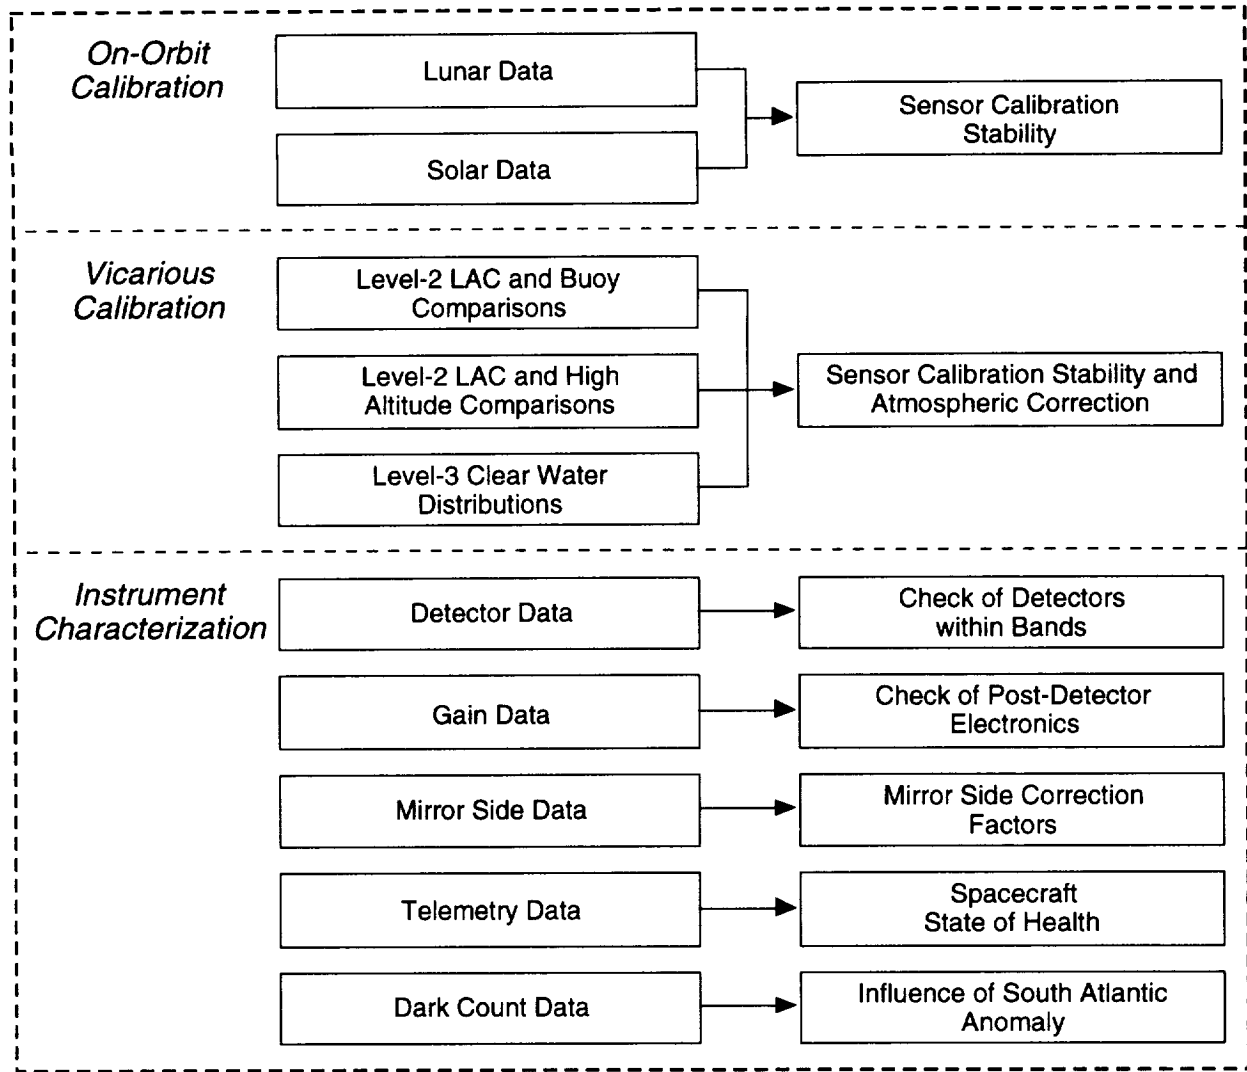 On-Orbit
Calibration
Lunar Data
Solar Data
Sensor Calibration
Stability
Vicarious
Calibration
Level-2 LAC and Buoy
Comparisons
Level-2 LAC and High
Altitude Comparisons
Level-3 Clear Water
Distributions
Sensor Calibration Stability and
Atmospheric Correction
Instrument
Characterization
Detector Data
Check of Detectors
within Bands
Gain Data
Check of Post-Detector
Electronics
Mirror Side Data
Mirror Side Correction
Factors
Telemetry Data
Spacecraft
State of Health
Dark Count Data
Influence of South Atlantic
Anomaly